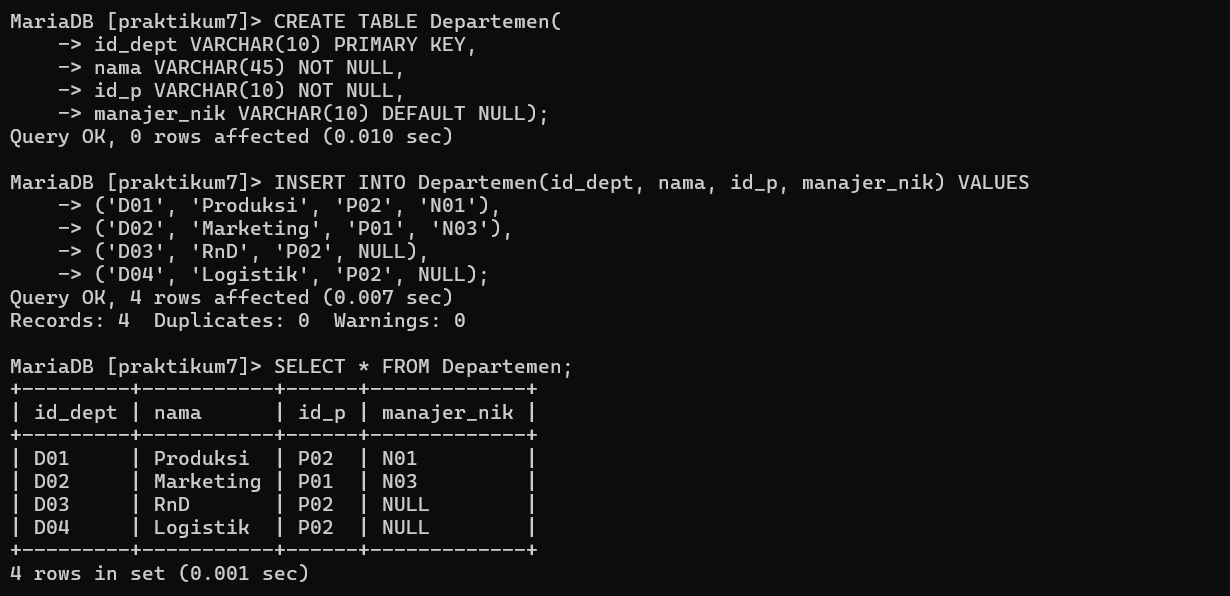 MariaDB [praktikum7]> CREATE TABLE Departemen(
    -> id_dept VARCHAR(10) PRIMARY KEY,
    -> nama VARCHAR(45) NOT NULL,
    -> id_p VARCHAR(10) NOT NULL,
    -> manajer_nik VARCHAR(10) DEFAULT NULL);
Query OK, 0 rows affected (0.010 sec)

MariaDB [praktikum7]> INSERT INTO Departemen(id_dept, nama, id_p, manajer_nik) VALUES
    -> ('D01', 'Produksi', 'P02', 'N01'),
    -> ('D02', 'Marketing', 'P01', 'N03'),
    -> ('D03', 'RnD', 'P02', NULL),
    -> ('D04', 'Logistik', 'P02', NULL);
Query OK, 4 rows affected (0.007 sec)
Records: 4  Duplicates: 0  Warnings: 0

MariaDB [praktikum7]> SELECT * FROM Departemen;
+---------+-----------+------+-------------+
| id_dept | nama      | id_p | manajer_nik |
+---------+-----------+------+-------------+
| D01     | Produksi  | P02  | N01         |
| D02     | Marketing | P01  | N03         |
| D03     | RnD       | P02  | NULL        |
| D04     | Logistik  | P02  | NULL        |
+---------+-----------+------+-------------+
4 rows in set (0.001 sec)